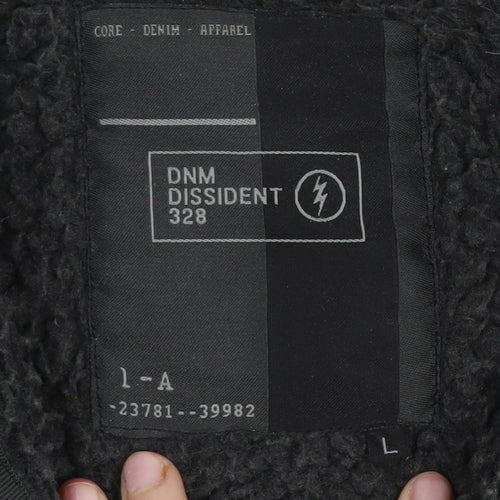 CORE - DENIM - APPAREL
DNM
DISSIDENT
328
1-A
-23781--39982
L